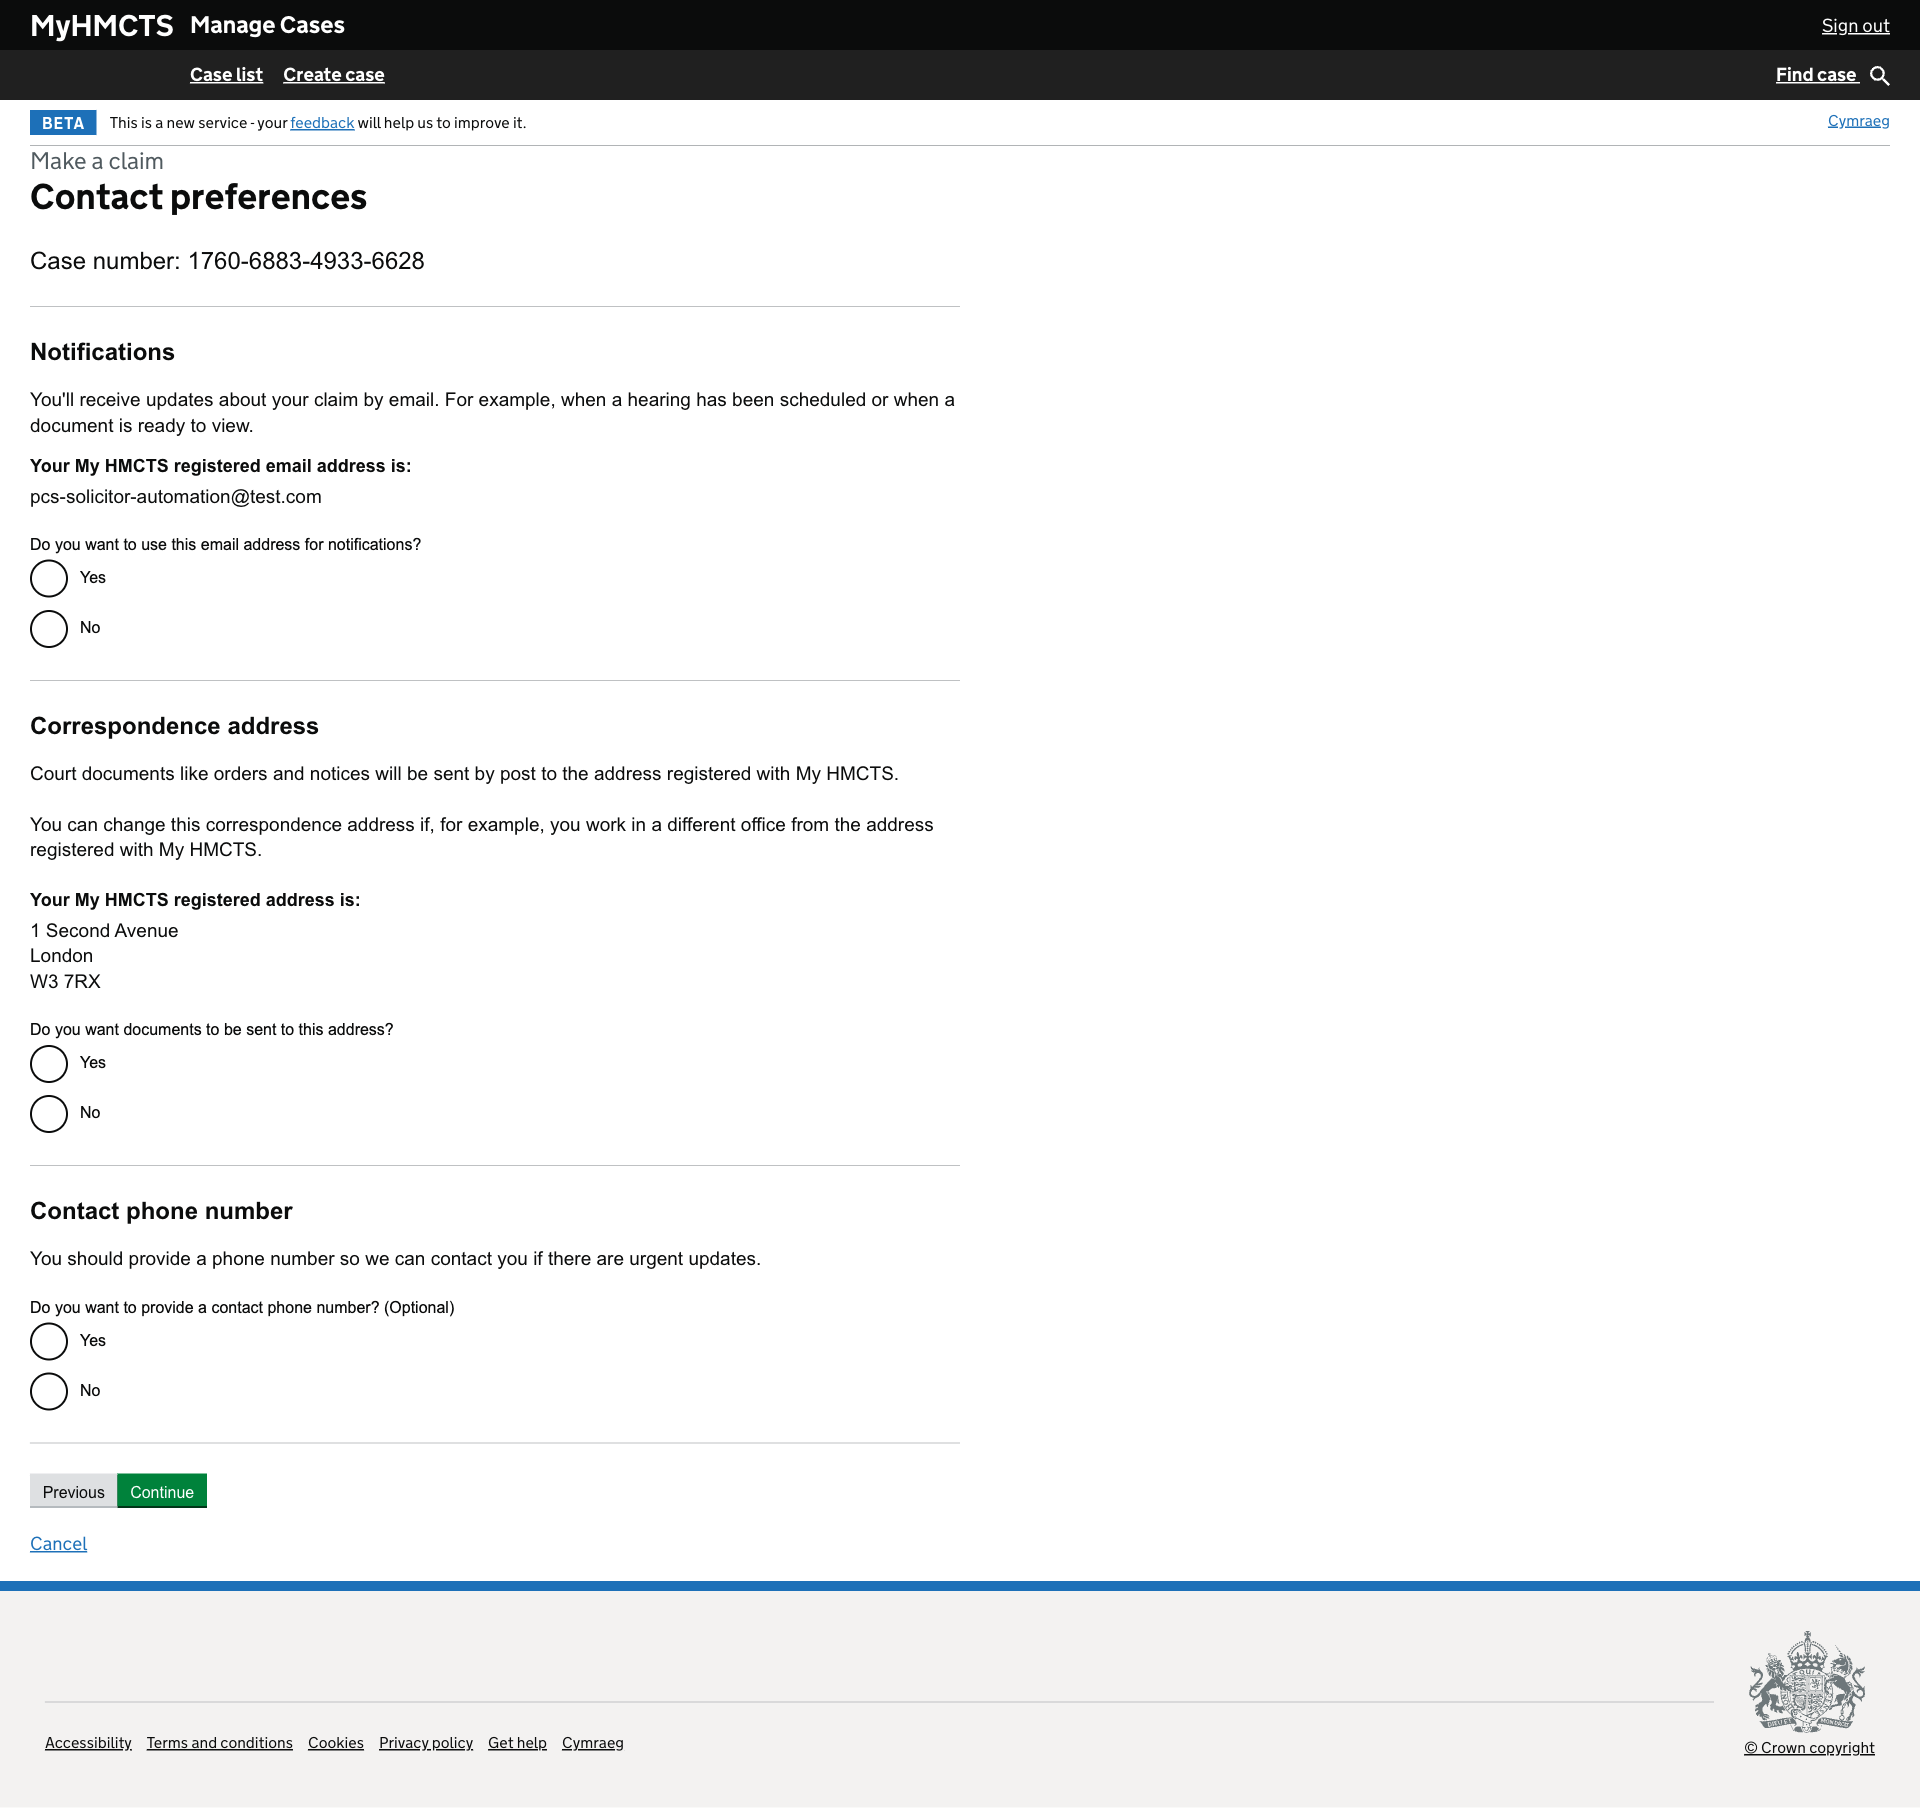 MyHMCTS Manage Cases Sign out
Case list Create case Find case
BETA This is a new service - your feedback will help us to improve it. Cymraeg
Make a claim
Contact preferences
Case number: 1760-6883-4933-6628
Notifications
You'll receive updates about your claim by email. For example, when a hearing has been scheduled or when a
document is ready to view.
Your My HMCTS registered email address is:
pcs-solicitor-automation@test.com
Do you want to use this email address for notifications?
Yes
No
Correspondence address
Court documents like orders and notices will be sent by post to the address registered with My HMCTS.
You can change this correspondence address if, for example, you work in a different office from the address
registered with My HMCTS.
Your My HMCTS registered address is:
1 Second Avenue
London
W3 7RX
Do you want documents to be sent to this address?
Yes
No
Contact phone number
You should provide a phone number so we can contact you if there are urgent updates.
Do you want to provide a contact phone number? (Optional)
Yes
No
Previous Continue
Cancel
Accessibility Terms and conditions Cookies Privacy policy Get help Cymraeg
© Crown copyright